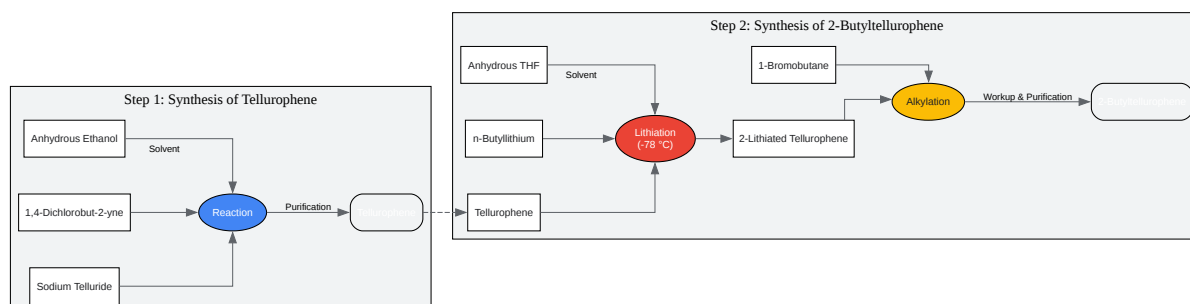 Step 2: Synthesis of 2-Butyltellurophene
Anhydrous THF
Solvent
1-Bromobutane
n-Butyllithium
Lithiation
(-78 °C)
2-Lithiated Tellurophene
Alkylation
Workup & Purification
2-Butyltellurophene
Tellurophene
Step 1: Synthesis of Tellurophene
Anhydrous Ethanol
Solvent
1,4-Dichlorobut-2-yne
Reaction
Purification
Tellurophene
Sodium Telluride